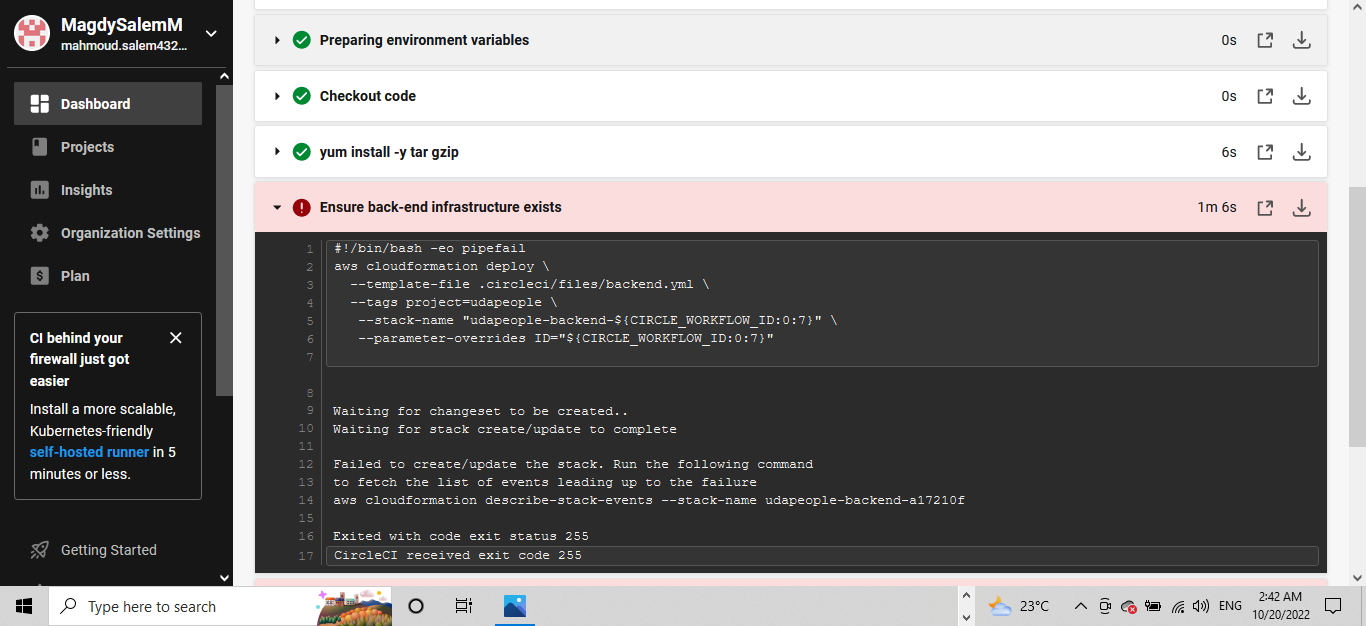 MagdySalemM
mahmoud.salem432...
Dashboard
Projects
Insights
Organization Settings
Plan
CI behind your
firewall just got
easier
Install a more scalable,
Kubernetes-friendly
self-hosted runner in 5
minutes or less.
Getting Started
Preparing environment variables 0s
Checkout code 0s
yum install -y tar gzip 6s
Ensure back-end infrastructure exists 1m 6s
1 #!/bin/bash -eo pipefail
2 aws cloudformation deploy \
3 --template-file .circleci/files/backend.yml \
4 --tags project=udapeople \
5 --stack-name "udapeople-backend-${CIRCLE_WORKFLOW_ID:0:7}" \
6 --parameter-overrides ID="${CIRCLE_WORKFLOW_ID:0:7}"
7
8
9 Waiting for changeset to be created..
10 Waiting for stack create/update to complete
11
12 Failed to create/update the stack. Run the following command
13 to fetch the list of events leading up to the failure
14 aws cloudformation describe-stack-events --stack-name udapeople-backend-a17210f
15
16 Exited with code exit status 255
17 CircleCI received exit code 255
Type here to search
23°C
ENG
2:42 AM
10/20/2022